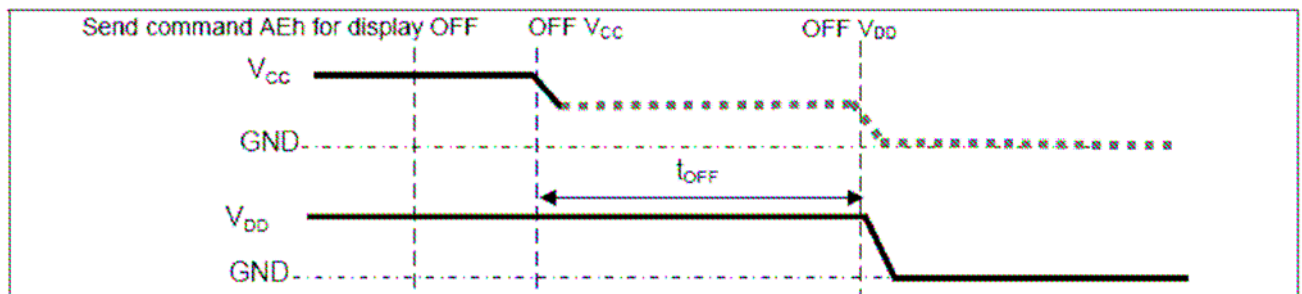 Send command AEh for display OFF OFF VCC OFF VDD
VCC
GND
tOFF
VDD
GND